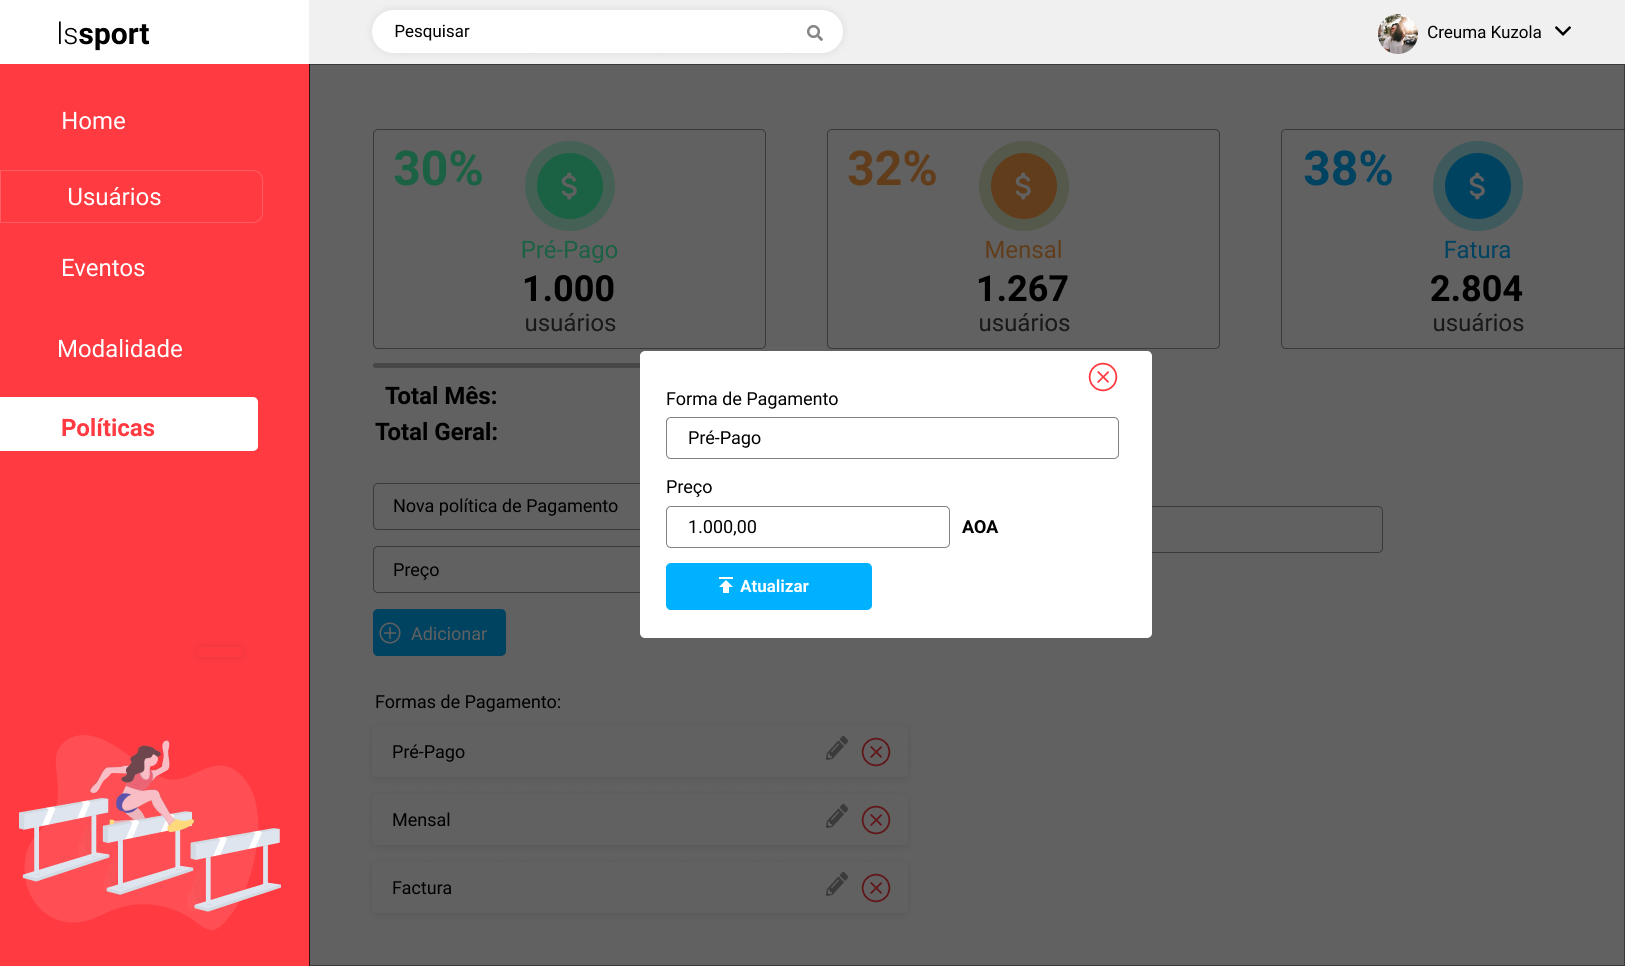 lssport
Pesquisar
Creuma Kuzola
Home
Usuários
Eventos
Modalidade
Políticas
30%
$
Pré-Pago
1.000
usuários
32%
$
Mensal
1.267
usuários
38%
$
Fatura
2.804
usuários
Total Mês:
Total Geral:
Nova política de Pagamento
Preço
Adicionar
Forma de Pagamento
Pré-Pago
Preço
1.000,00 AOA
Atualizar
Formas de Pagamento:
Pré-Pago
Mensal
Factura